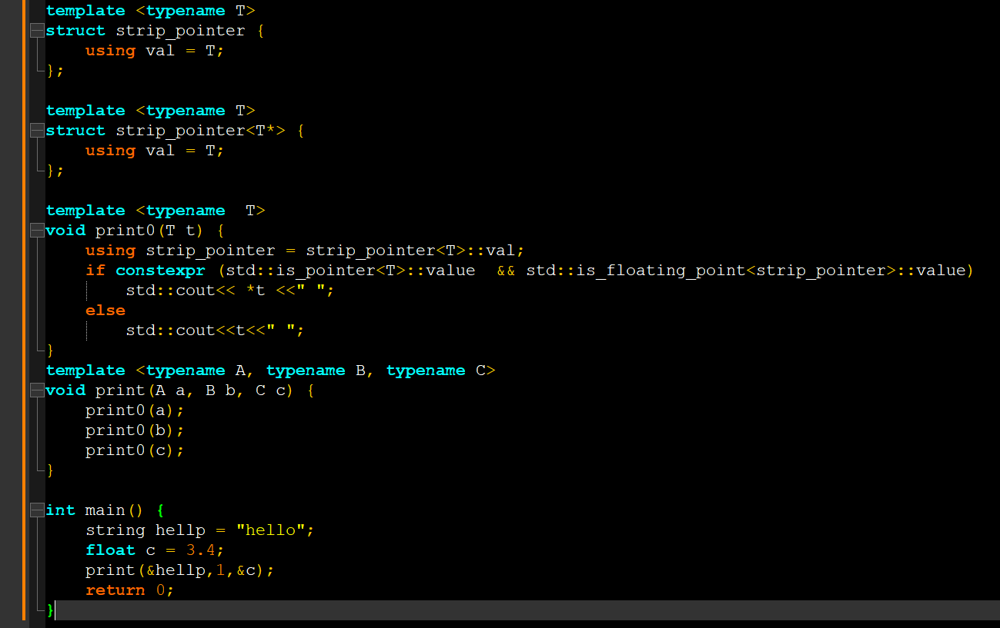 template <typename T>
struct strip_pointer {
    using val = T;
};

template <typename T>
struct strip_pointer<T*> {
    using val = T;
};

template <typename  T>
void print0(T t) {
    using strip_pointer = strip_pointer<T>::val;
    if constexpr (std::is_pointer<T>::value  && std::is_floating_point<strip_pointer>::value)
        std::cout<< *t <<" ";
    else
        std::cout<<t<<" ";
}
template <typename A, typename B, typename C>
void print(A a, B b, C c) {
    print0(a);
    print0(b);
    print0(c);
}

int main() {
    string hellp = "hello";
    float c = 3.4;
    print(&hellp,1,&c);
    return 0;
}